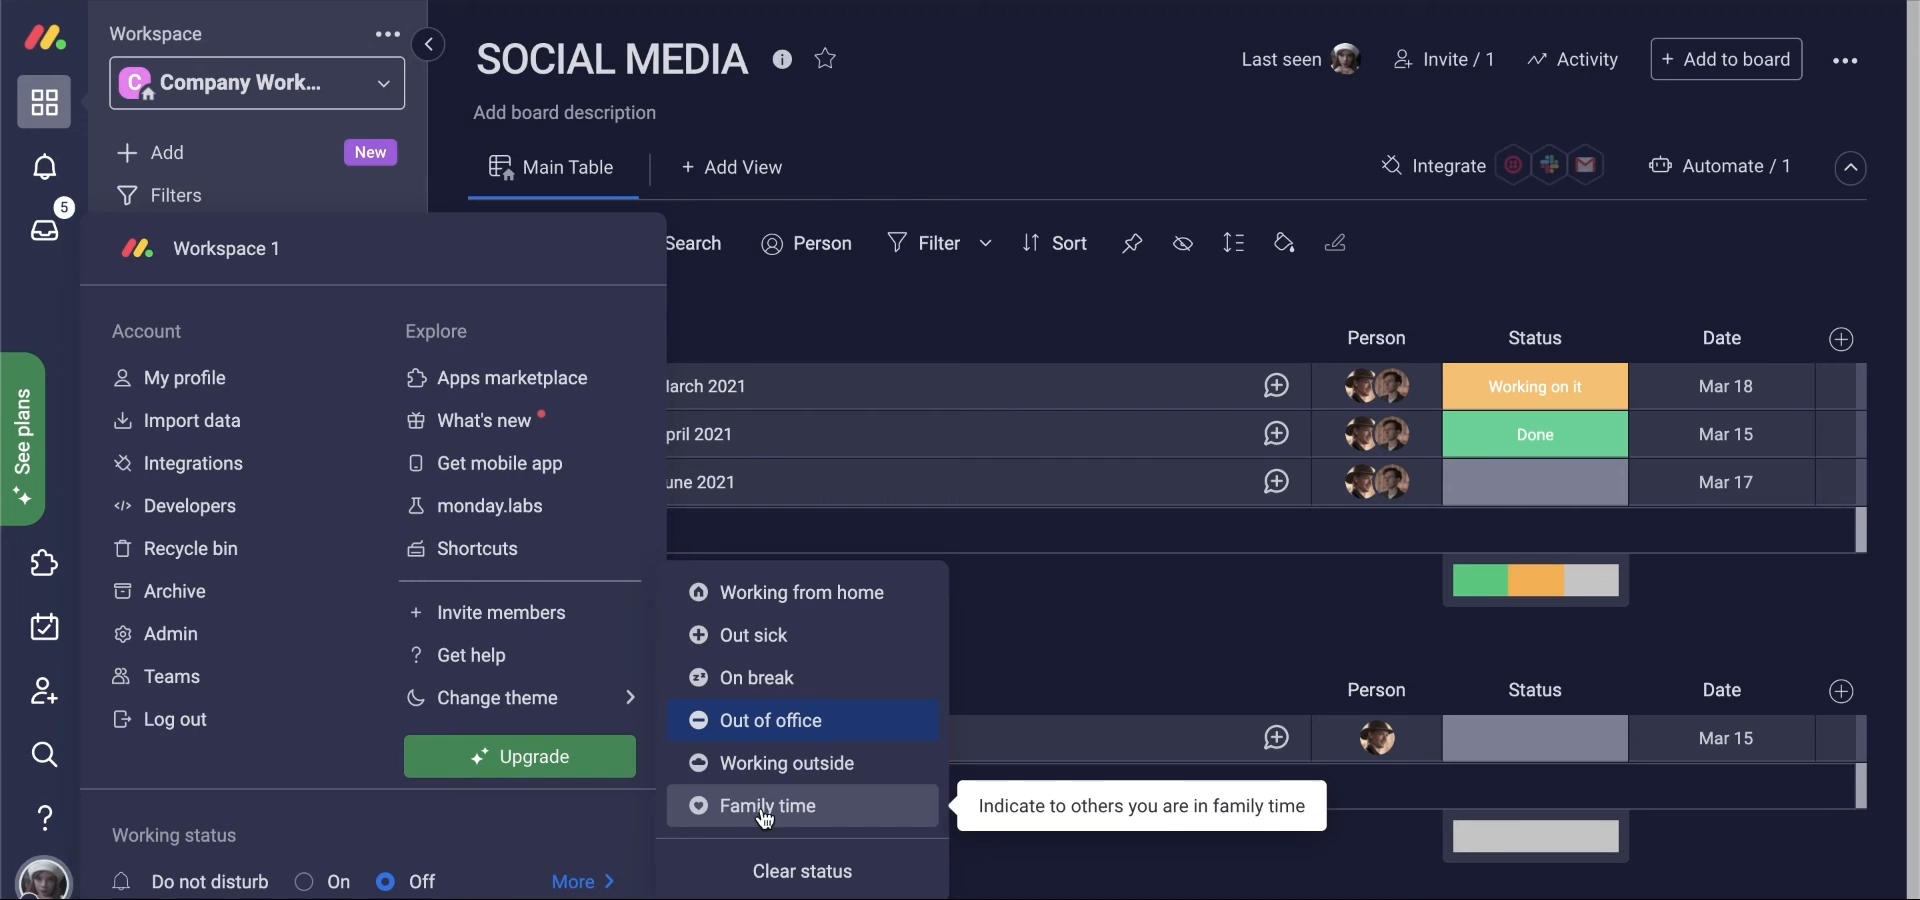 Workspace
C Company Work...
+ Add New
Filters
5
See plans
SOCIAL MEDIA
Add board description
Last seen
Invite / 1
Activity
+ Add to board
Main Table
+ Add View
Integrate
Automate / 1
Search
Person
Filter
Sort
Workspace 1
Account
My profile
Import data
Integrations
Developers
Recycle bin
Archive
Admin
Teams
Log out
Explore
Apps marketplace
What's new
Get mobile app
monday.labs
Shortcuts
+ Invite members
? Get help
Change theme
Upgrade
Working status
Do not disturb On Off More
Working from home
Out sick
On break
Out of office
Working outside
Family time
Clear status
Indicate to others you are in family time
Person Status Date
arch 2021 Working on it Mar 18
pril 2021 Done Mar 15
une 2021 Mar 17
Person Status Date
Mar 15